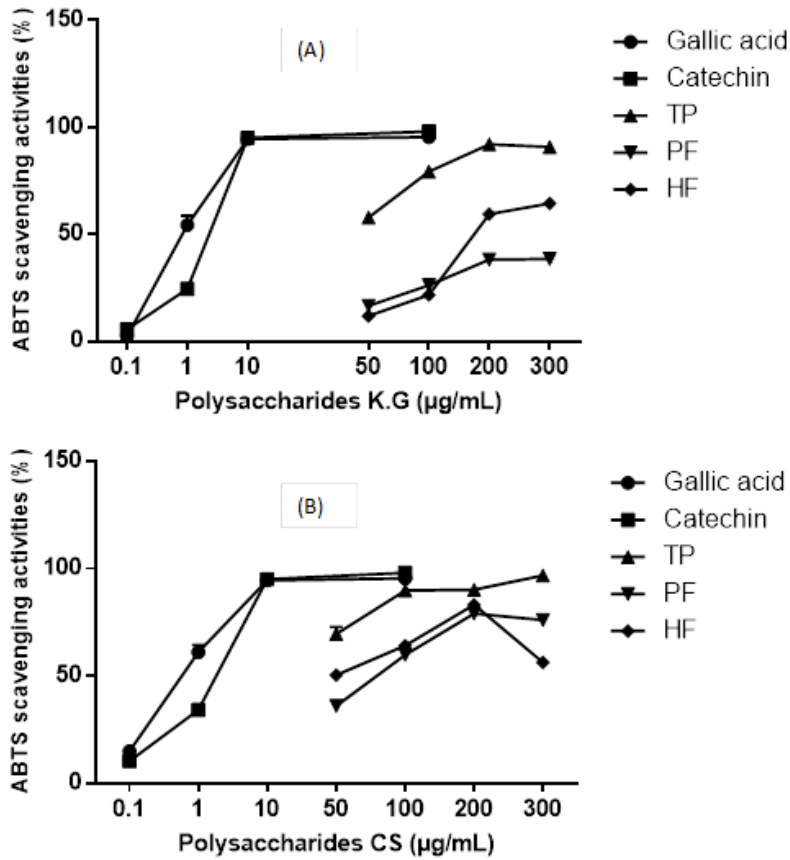 ABTS scavenging activities (%)
150
100
50
0
(A)
0.1 1 10 50 100 200 300
Polysaccharides K.G (µg/mL)
Gallic acid
Catechin
TP
PF
HF
ABTS scavenging activities (%)
150
100
50
0
(B)
0.1 1 10 50 100 200 300
Polysaccharides CS (µg/mL)
Gallic acid
Catechin
TP
PF
HF